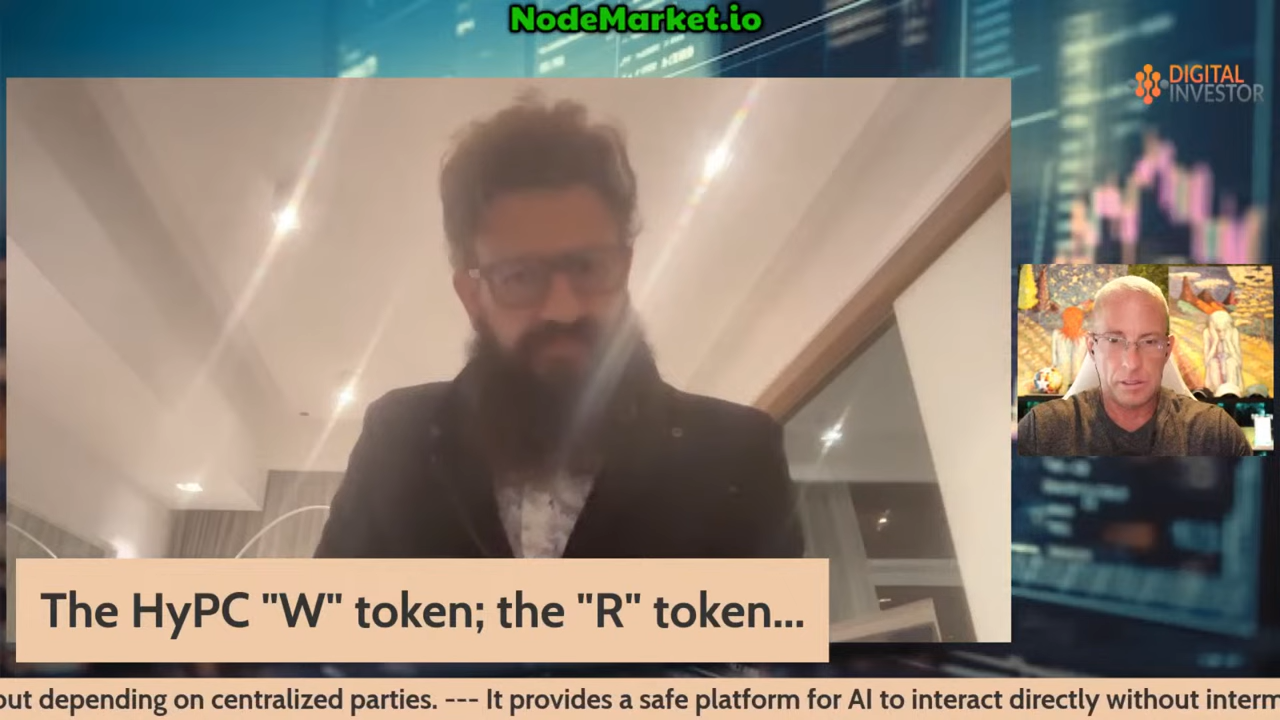 NodeMarket.io
DIGITAL
INVESTOR
The HyPC "W" token; the "R" token...
out depending on centralized parties. --- It provides a safe platform for AI to interact directly without interm